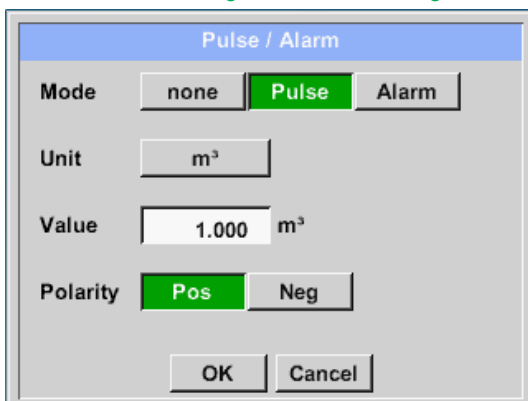 Pulse / Alarm
Mode none Pulse Alarm
Unit m³
Value 1.000 m³
Polarity Pos Neg
OK Cancel